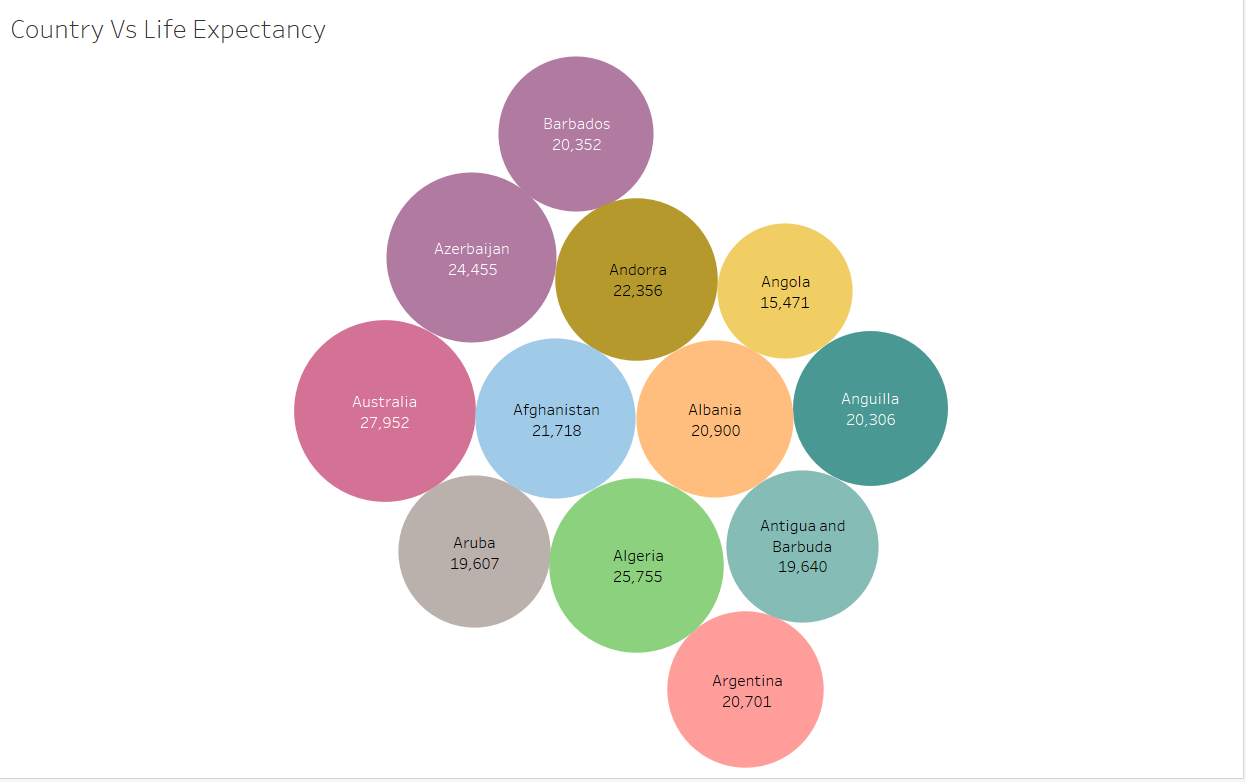 Country Vs Life Expectancy
Barbados
20,352
Azerbaijan
24,455
Andorra
22,356
Angola
15,471
Australia
27,952
Afghanistan
21,718
Albania
20,900
Anguilla
20,306
Aruba
19,607
Algeria
25,755
Antigua and
Barbuda
19,640
Argentina
20,701